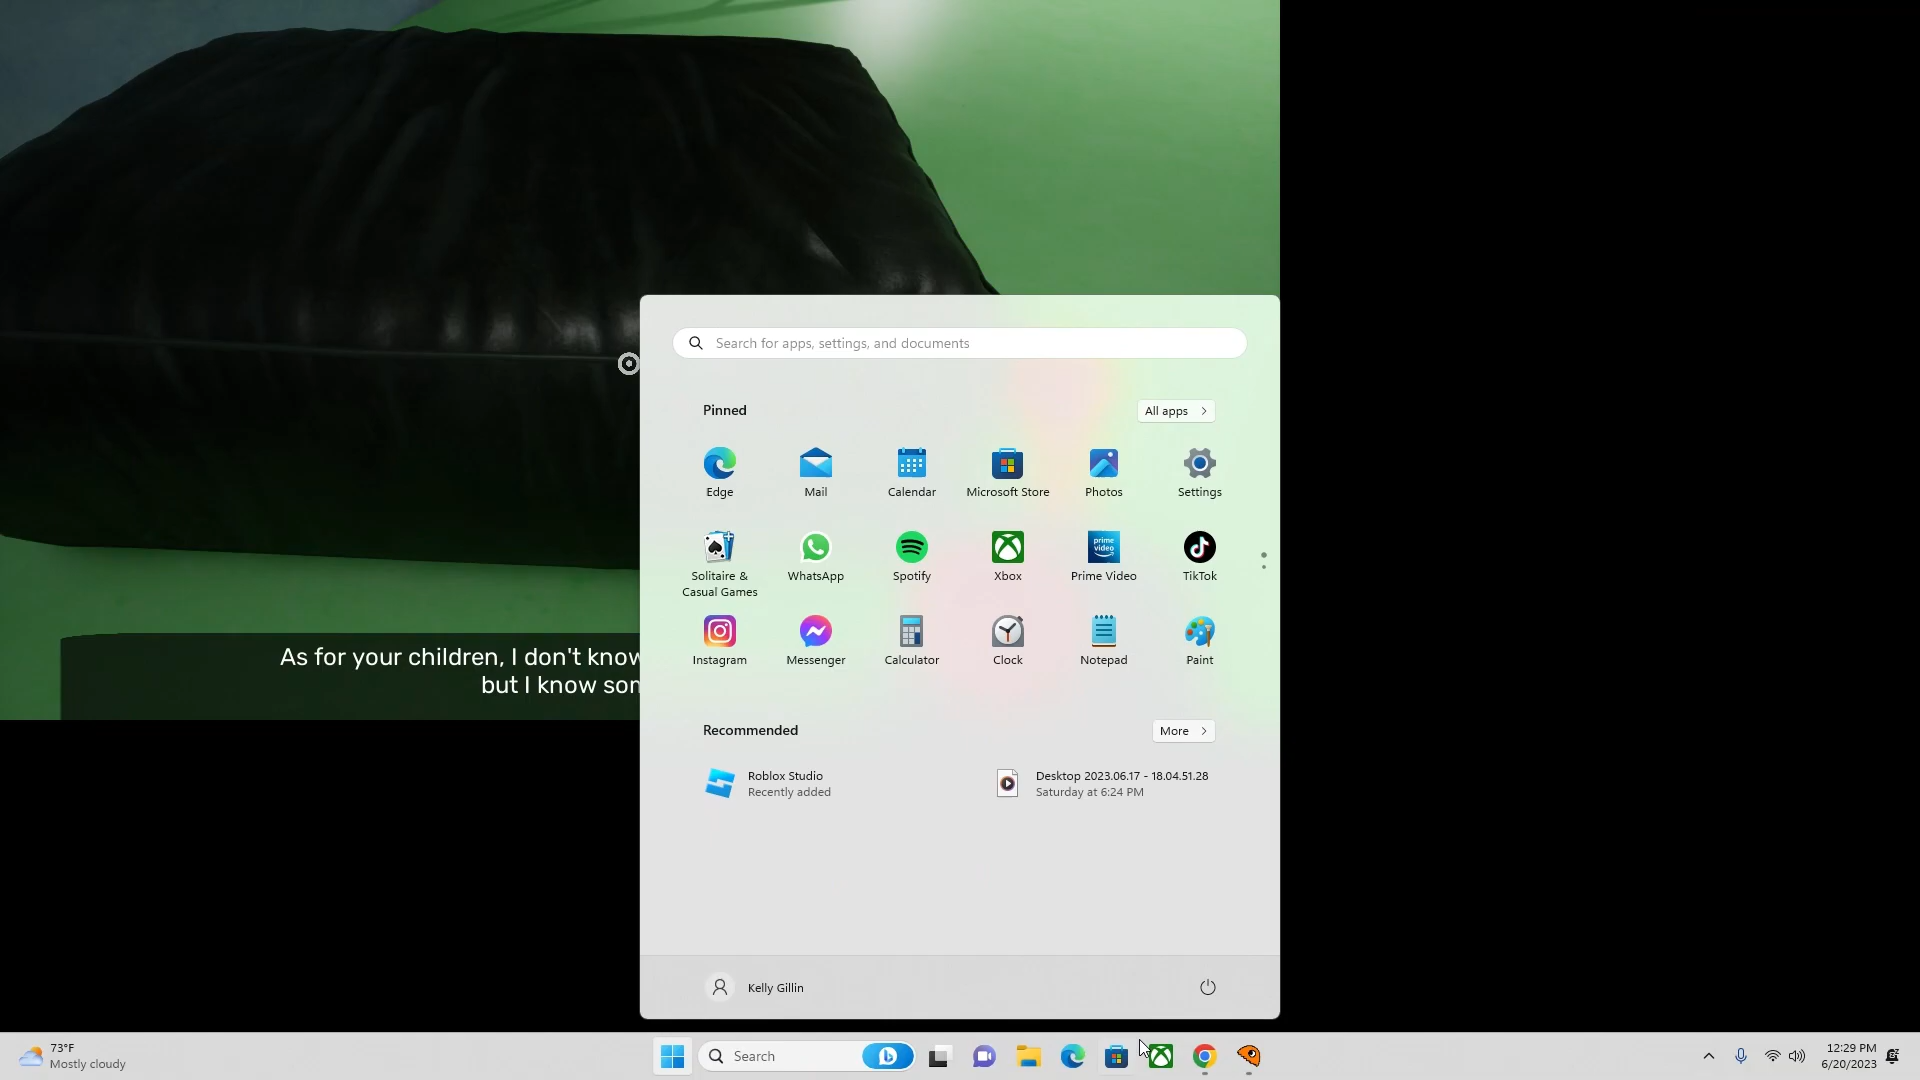 Search for apps, settings, and documents
Pinned
All apps
Edge
Mail
Calendar
Microsoft Store
Photos
Settings
Solitaire &
Casual Games
WhatsApp
Spotify
Xbox
prime
video
Prime Video
TikTok
Instagram
Messenger
Calculator
Clock
Notepad
Paint
As for your children, I don't know
but I know som
Recommended
More
Roblox Studio
Recently added
Desktop 2023.06.17 - 18.04.51.28
Saturday at 6:24 PM
Kelly Gillin
73°F
Mostly cloudy
Search
12:29 PM
6/20/2023